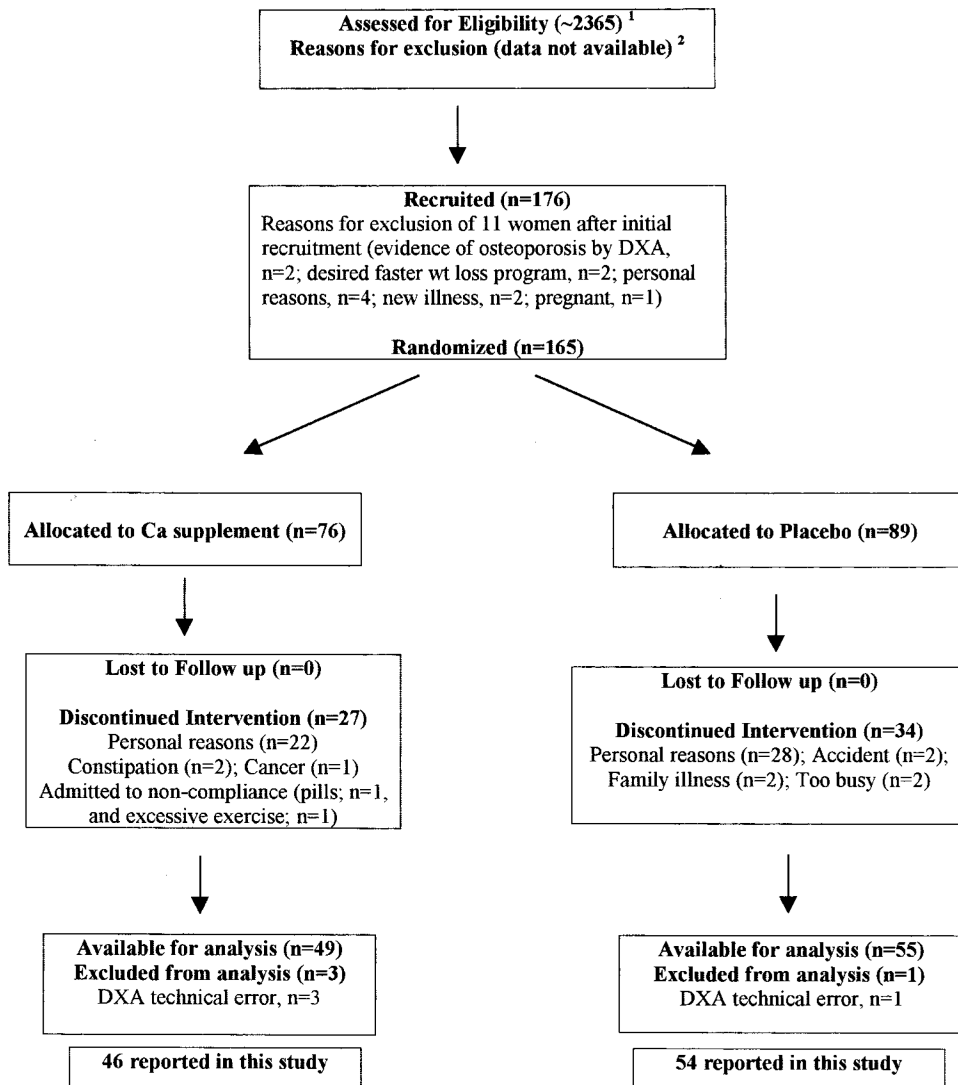 Assessed for Eligibility (~2365) 1
Reasons for exclusion (data not available) 2
Recruited (n=176)
Reasons for exclusion of 11 women after initial
recruitment (evidence of osteoporosis by DXA,
n=2; desired faster wt loss program, n=2; personal
reasons, n=4; new illness, n=2; pregnant, n=1)
Randomized (n=165)
Allocated to Ca supplement (n=76)
Allocated to Placebo (n=89)
Lost to Follow up (n=0)
Discontinued Intervention (n=27)
Personal reasons (n=22)
Constipation (n=2); Cancer (n=1)
Admitted to non-compliance (pills; n=1,
and excessive exercise; n=1)
Lost to Follow up (n=0)
Discontinued Intervention (n=34)
Personal reasons (n=28); Accident (n=2);
Family illness (n=2); Too busy (n=2)
Available for analysis (n=49)
Excluded from analysis (n=3)
DXA technical error, n=3
Available for analysis (n=55)
Excluded from analysis (n=1)
DXA technical error, n=1
46 reported in this study
54 reported in this study